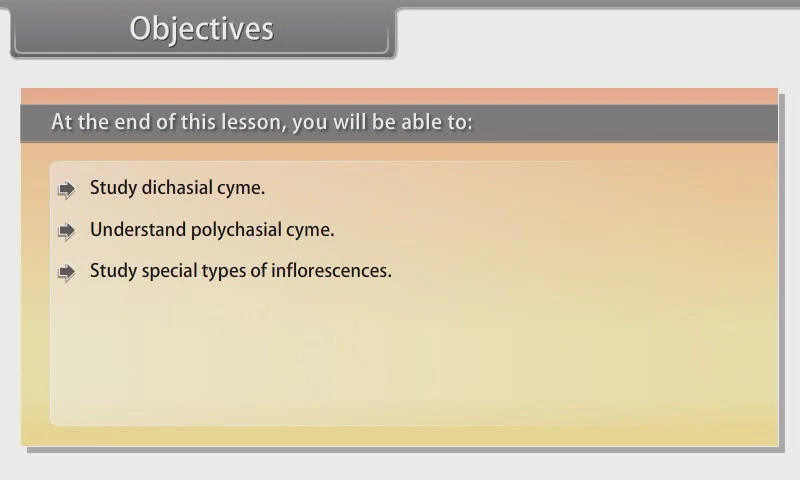 Objectives
At the end of this lesson, you will be able to:
Study dichasial cyme.
Understand polychasial cyme.
Study special types of inflorescences.